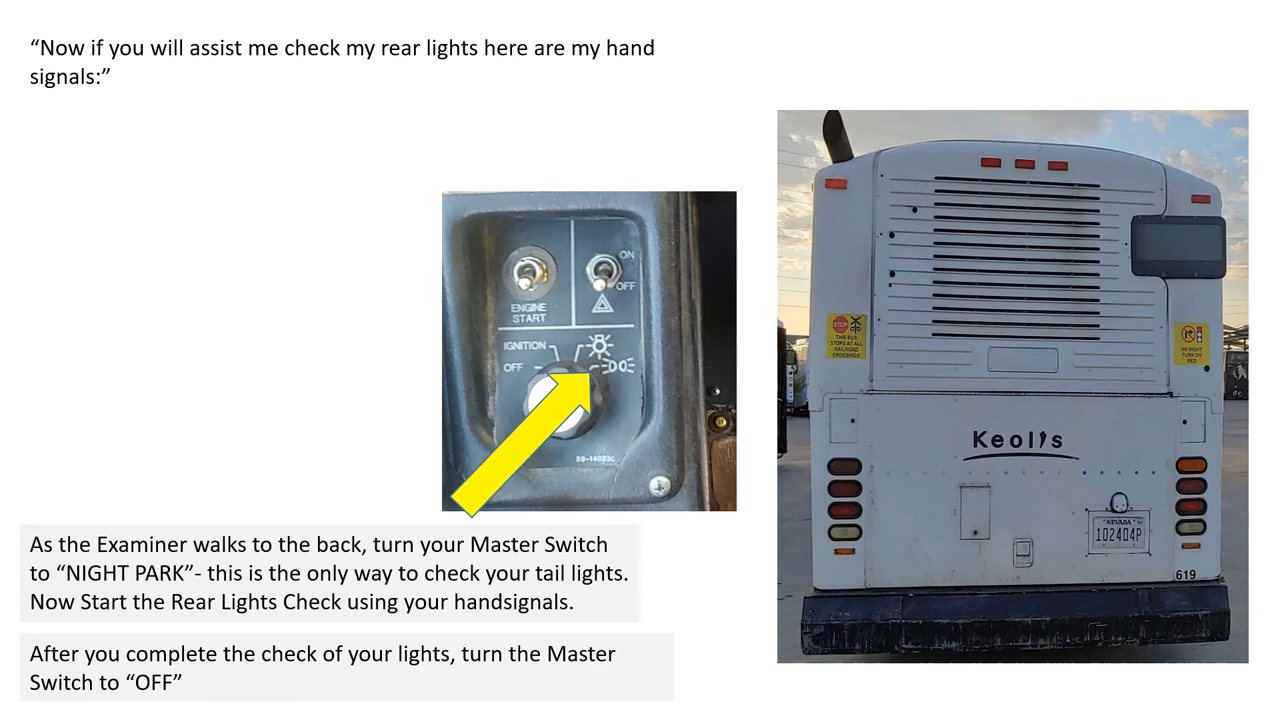 “Now if you will assist me check my rear lights here are my hand
signals:”
ENGINE
START
ON
OFF
IGNITION
OFF
59-14023c
STOP
THIS BUS
STOPS AT ALL
RAILROAD
CROSSINGS
NO RIGHT
TURN ON
RED
Keolis
NEVADA
102404P
619
As the Examiner walks to the back, turn your Master Switch
to “NIGHT PARK”- this is the only way to check your tail lights.
Now Start the Rear Lights Check using your handsignals.
After you complete the check of your lights, turn the Master
Switch to “OFF”